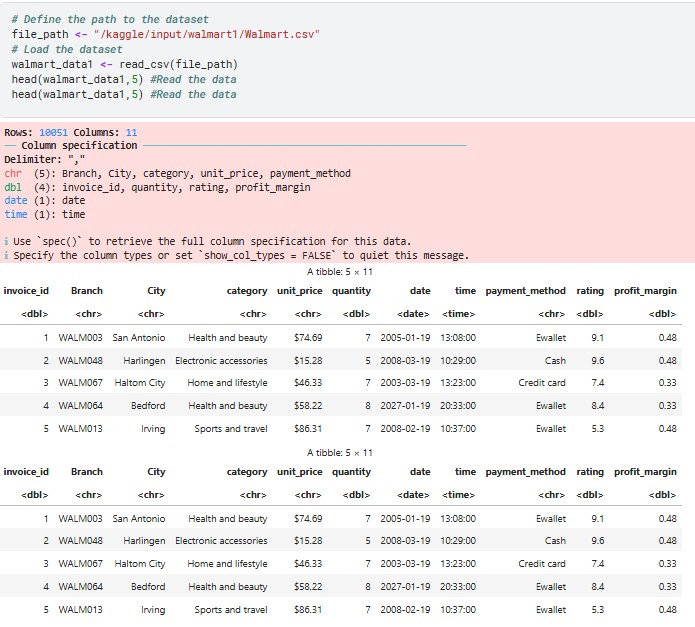 # Define the path to the dataset
file_path <- "/kaggle/input/walmart1/Walmart.csv"
# Load the dataset
walmart_data1 <- read_csv(file_path)
head(walmart_data1,5) #Read the data
head(walmart_data1,5) #Read the data
Rows: 10051 Columns: 11
── Column specification ──
Delimiter: ","
chr (5): Branch, City, category, unit_price, payment_method
dbl (4): invoice_id, quantity, rating, profit_margin
date (1): date
time (1): time
ℹ Use `spec()` to retrieve the full column specification for this data.
ℹ Specify the column types or set `show_col_types = FALSE` to quiet this message.
A tibble: 5 × 11
invoice_id Branch City category unit_price quantity date time payment_method rating profit_margin
<dbl> <chr> <chr> <chr> <chr> <dbl> <date> <time> <chr> <dbl> <dbl>
1 WALM003 San Antonio Health and beauty $74.69 7 2005-01-19 13:08:00 Ewallet 9.1 0.48
2 WALM048 Harlingen Electronic accessories $15.28 5 2008-03-19 10:29:00 Cash 9.6 0.48
3 WALM067 Haltom City Home and lifestyle $46.33 7 2003-03-19 13:23:00 Credit card 7.4 0.33
4 WALM064 Bedford Health and beauty $58.22 8 2027-01-19 20:33:00 Ewallet 8.4 0.33
5 WALM013 Irving Sports and travel $86.31 7 2008-02-19 10:37:00 Ewallet 5.3 0.48
A tibble: 5 × 11
invoice_id Branch City category unit_price quantity date time payment_method rating profit_margin
<dbl> <chr> <chr> <chr> <chr> <dbl> <date> <time> <chr> <dbl> <dbl>
1 WALM003 San Antonio Health and beauty $74.69 7 2005-01-19 13:08:00 Ewallet 9.1 0.48
2 WALM048 Harlingen Electronic accessories $15.28 5 2008-03-19 10:29:00 Cash 9.6 0.48
3 WALM067 Haltom City Home and lifestyle $46.33 7 2003-03-19 13:23:00 Credit card 7.4 0.33
4 WALM064 Bedford Health and beauty $58.22 8 2027-01-19 20:33:00 Ewallet 8.4 0.33
5 WALM013 Irving Sports and travel $86.31 7 2008-02-19 10:37:00 Ewallet 5.3 0.48